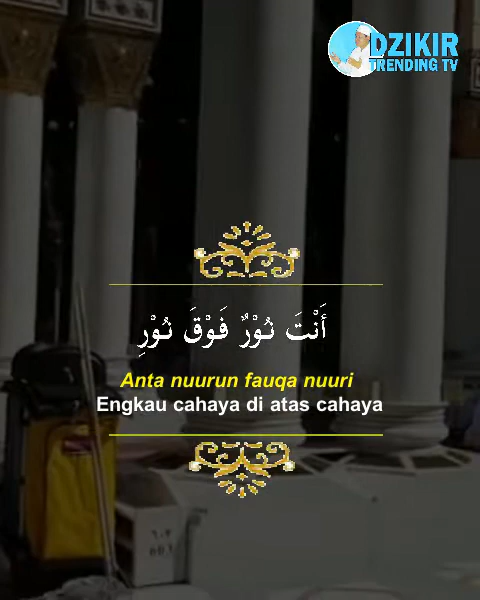 DZIKIR
TRENDING TV
أَنْتَ نُوْرٌ فَوْقَ نُوْرِ
Anta nuurun fauqa nuuri
Engkau cahaya di atas cahaya